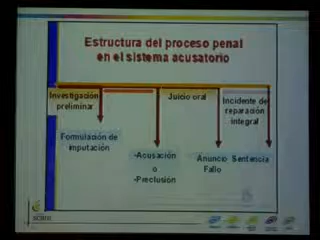 Estructura del proceso penal
en el sistema acusatorio
Investigación
preliminar
Juicio oral
Incidente de
reparación
integral
Formulación de
imputación
-Acusación
o
-Preclusión
Anuncio
Fallo
Sentencia